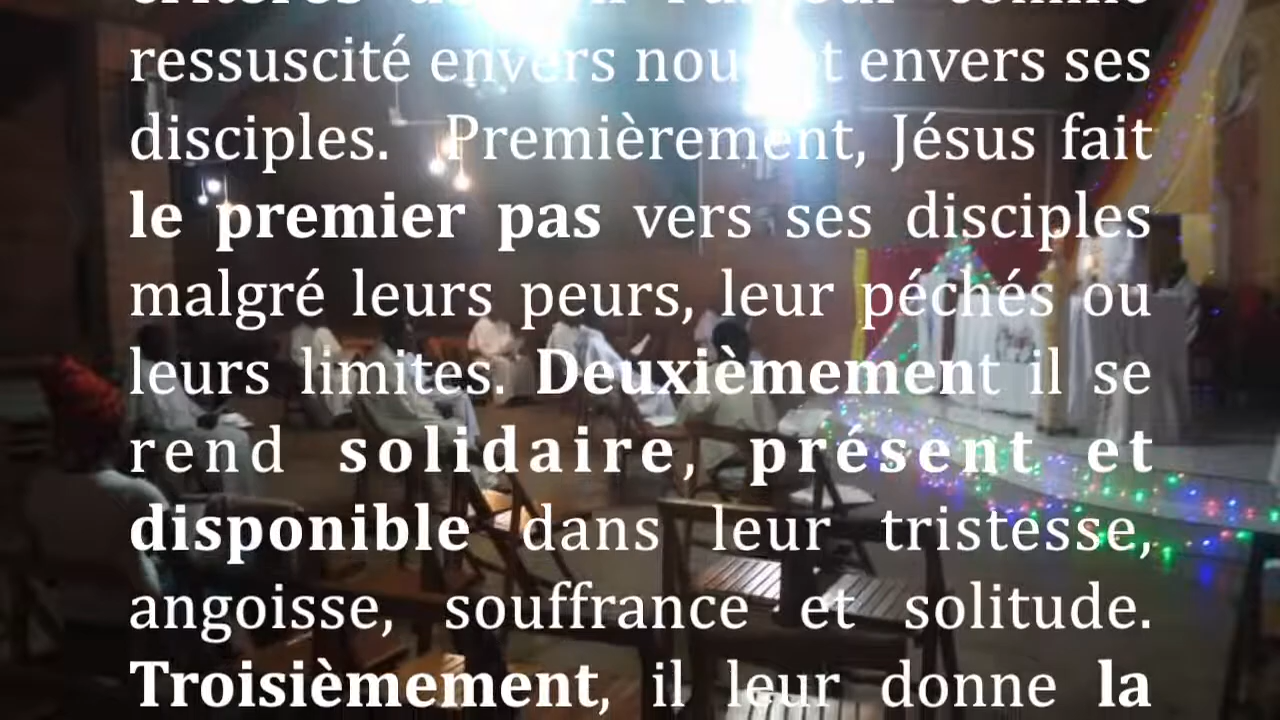 ressuscité envers et envers ses
disciples. Premièrement, Jésus fait
le premier pas vers ses disciples
malgré leurs peurs, leur péchés ou
leurs limites. Deuxièmement il se
rend solidaire, présent et
disponible dans leur tristesse,
angoisse, souffrance et solitude.
Troisièmement, il leur donne la